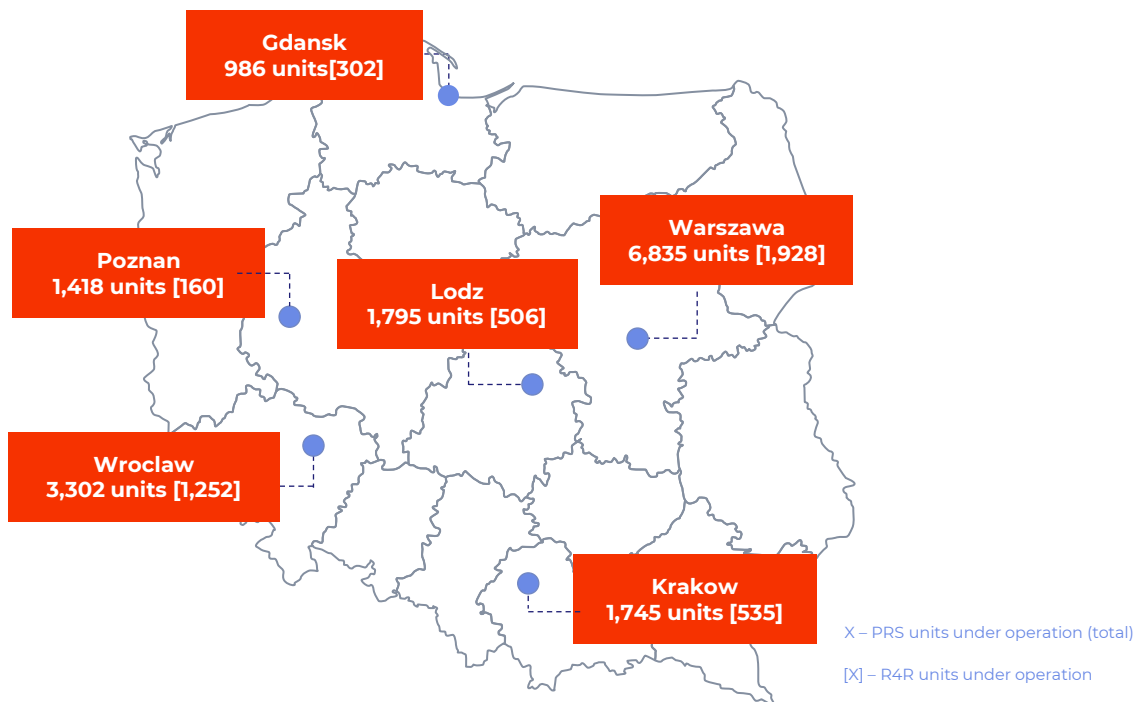 Gdansk
986 units[302]
Warszawa
6,835 units [1,928]
Poznan
1,418 units [160]
Lodz
1,795 units [506]
Wroclaw
3,302 units [1,252]
Krakow
1,745 units [535]
X – PRS units under operation (total)
[X] – R4R units under operation